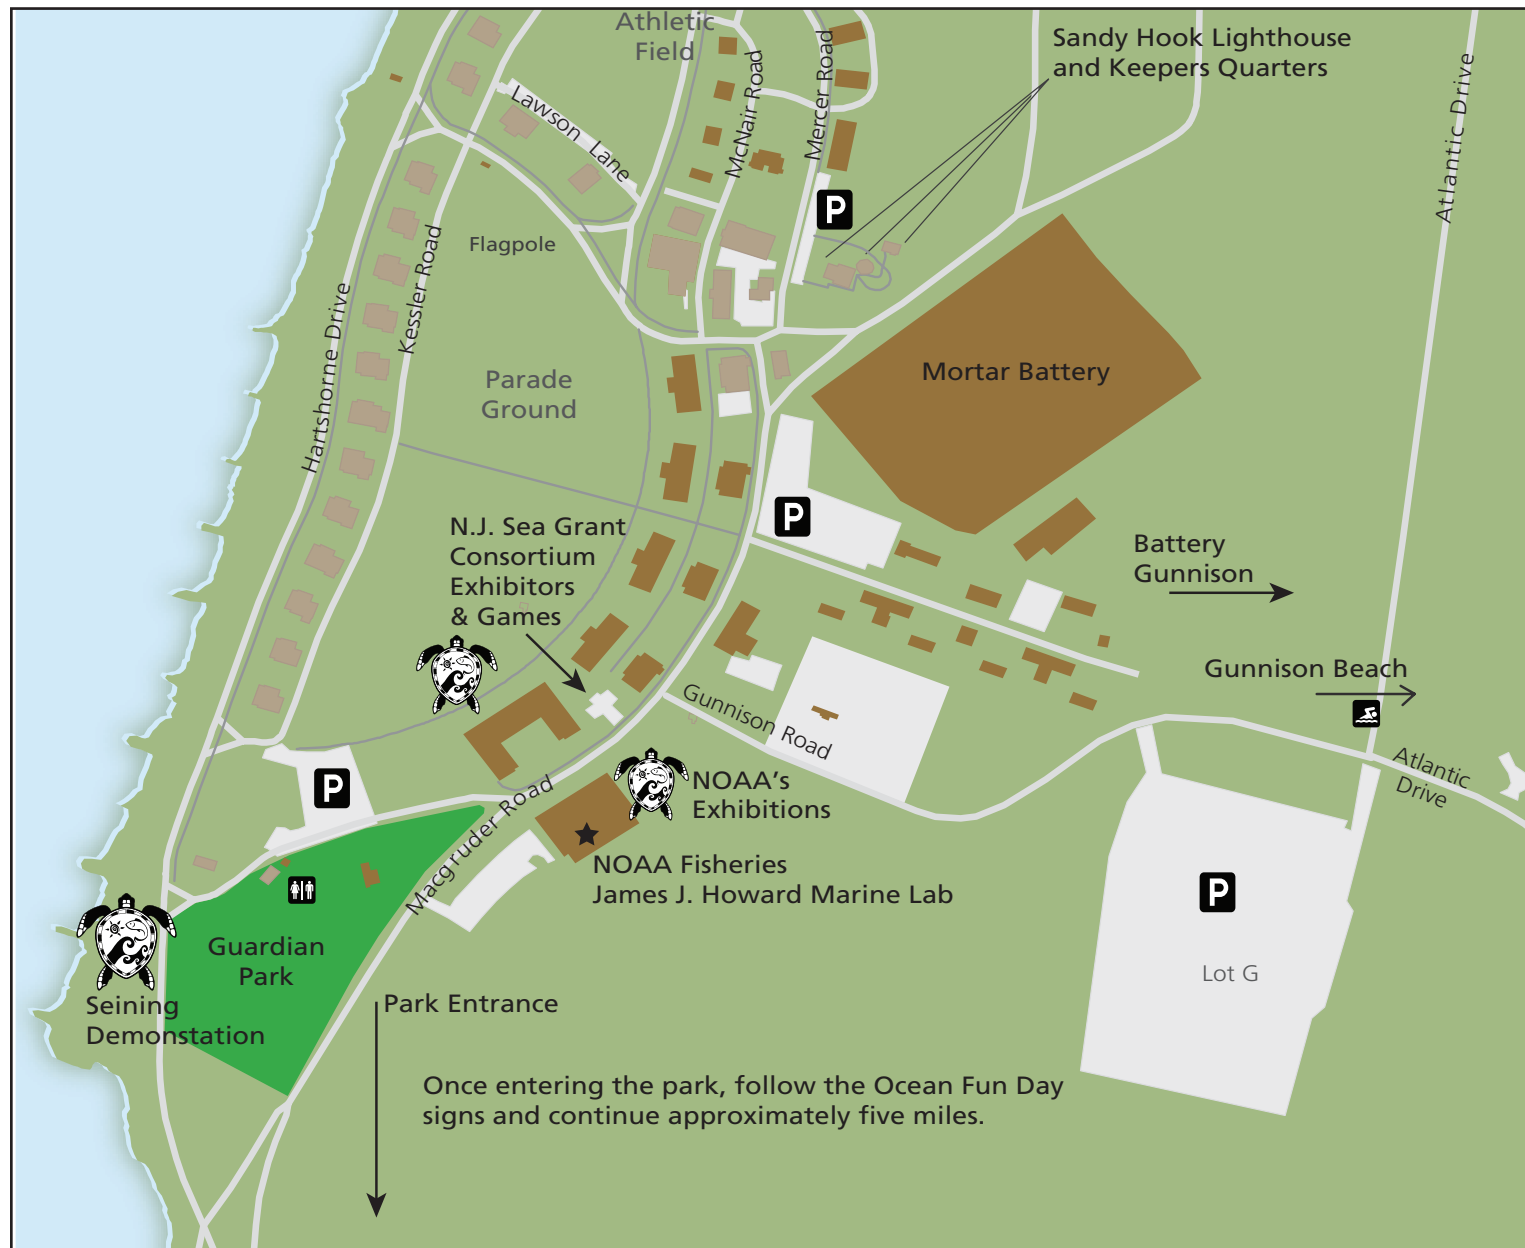 Athletic
Field
Sandy Hook Lighthouse
and Keepers Quarters
Lawson Lane
McNair Road
Mercer Road
Atlantic Drive
P
Flagpole
Hartshorne Drive
Kessler Road
Parade
Ground
Mortar Battery
P
N.J. Sea Grant
Consortium
Exhibitors
& Games
Battery
Gunnison
Gunnison Beach
Gunnison Road
Atlantic
Drive
P
NOAA's
Exhibitions
Macgruder Road
NOAA Fisheries
James J. Howard Marine Lab
P
Lot G
Guardian
Park
Seining
Demonstation
Park Entrance
Once entering the park, follow the Ocean Fun Day
signs and continue approximately five miles.